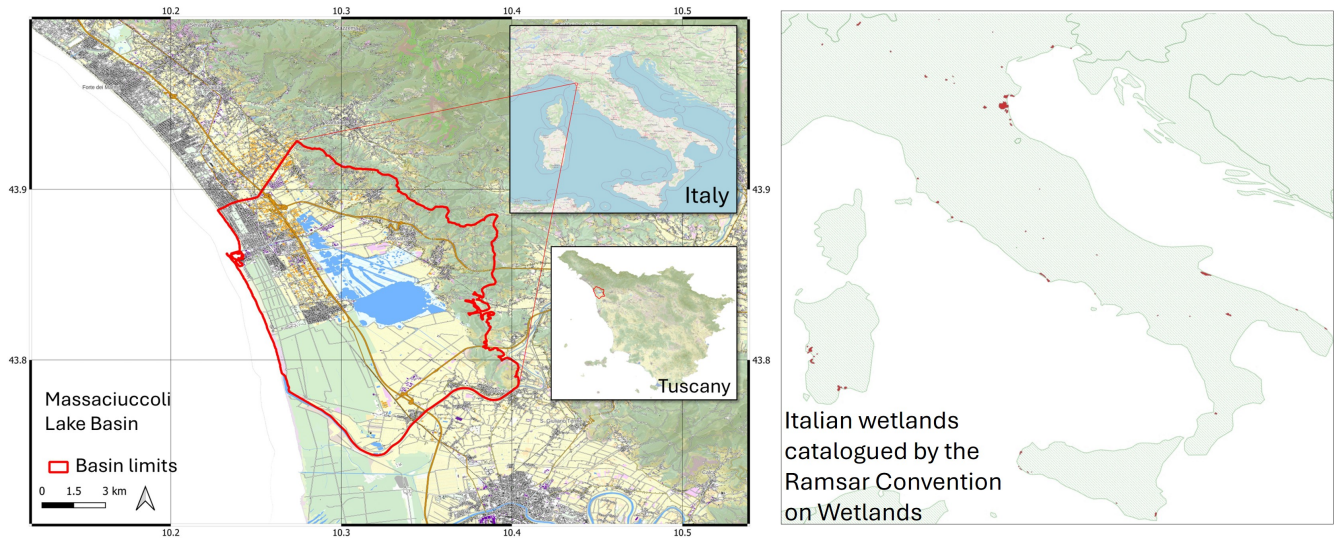 10.2 10.3 10.4 10.5
Forte dei
Italy
43.9 43.9
43.8 43.8
Tuscany
Massaciuccoli
Lake Basin
Basin limits
0 1.5 3 km
10.2 10.3 10.4 10.5
Italian wetlands
catalogued by the
Ramsar Convention
on Wetlands